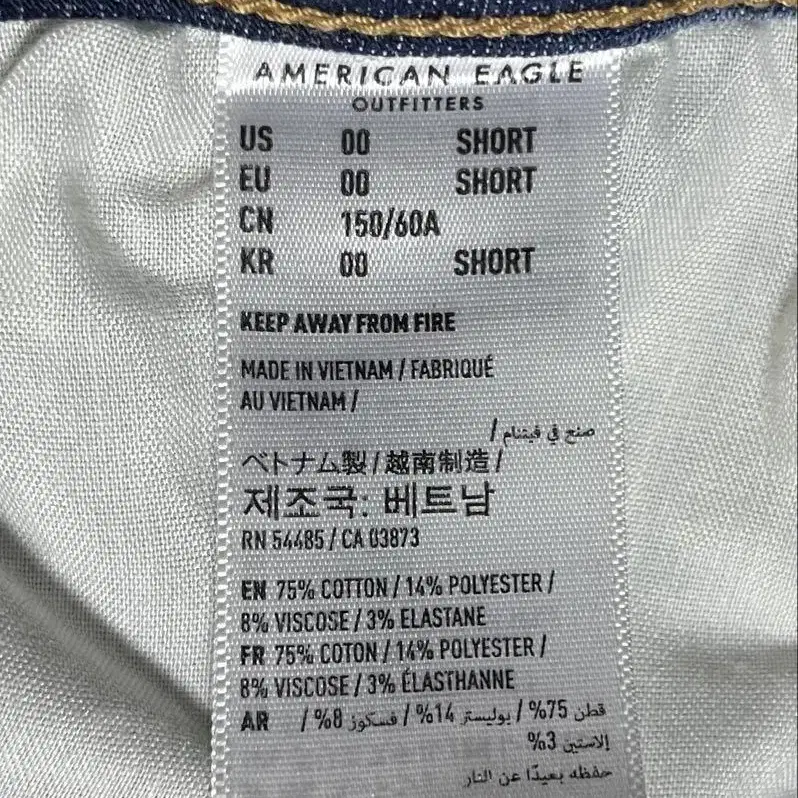 AMERICAN EAGLE
OUTFITTERS
US 00 SHORT
EU 00 SHORT
CN 150/60A
KR 00 SHORT
KEEP AWAY FROM FIRE
MADE IN VIETNAM / FABRIQUÉ
AU VIETNAM /
صنع في فيتنام /
ベトナム製 / 越南制造 /
제조국: 베트남
RN 54485 / CA 03873
EN 75% COTTON / 14% POLYESTER /
8% VISCOSE / 3% ELASTANE
FR 75% COTON / 14% POLYESTER /
8% VISCOSE / 3% ÉLASTHANNE
AR قطن 75% / بوليستر 14% / فسكوز 8% /
إلاستين 3%
حفظه بعيدًا عن النار